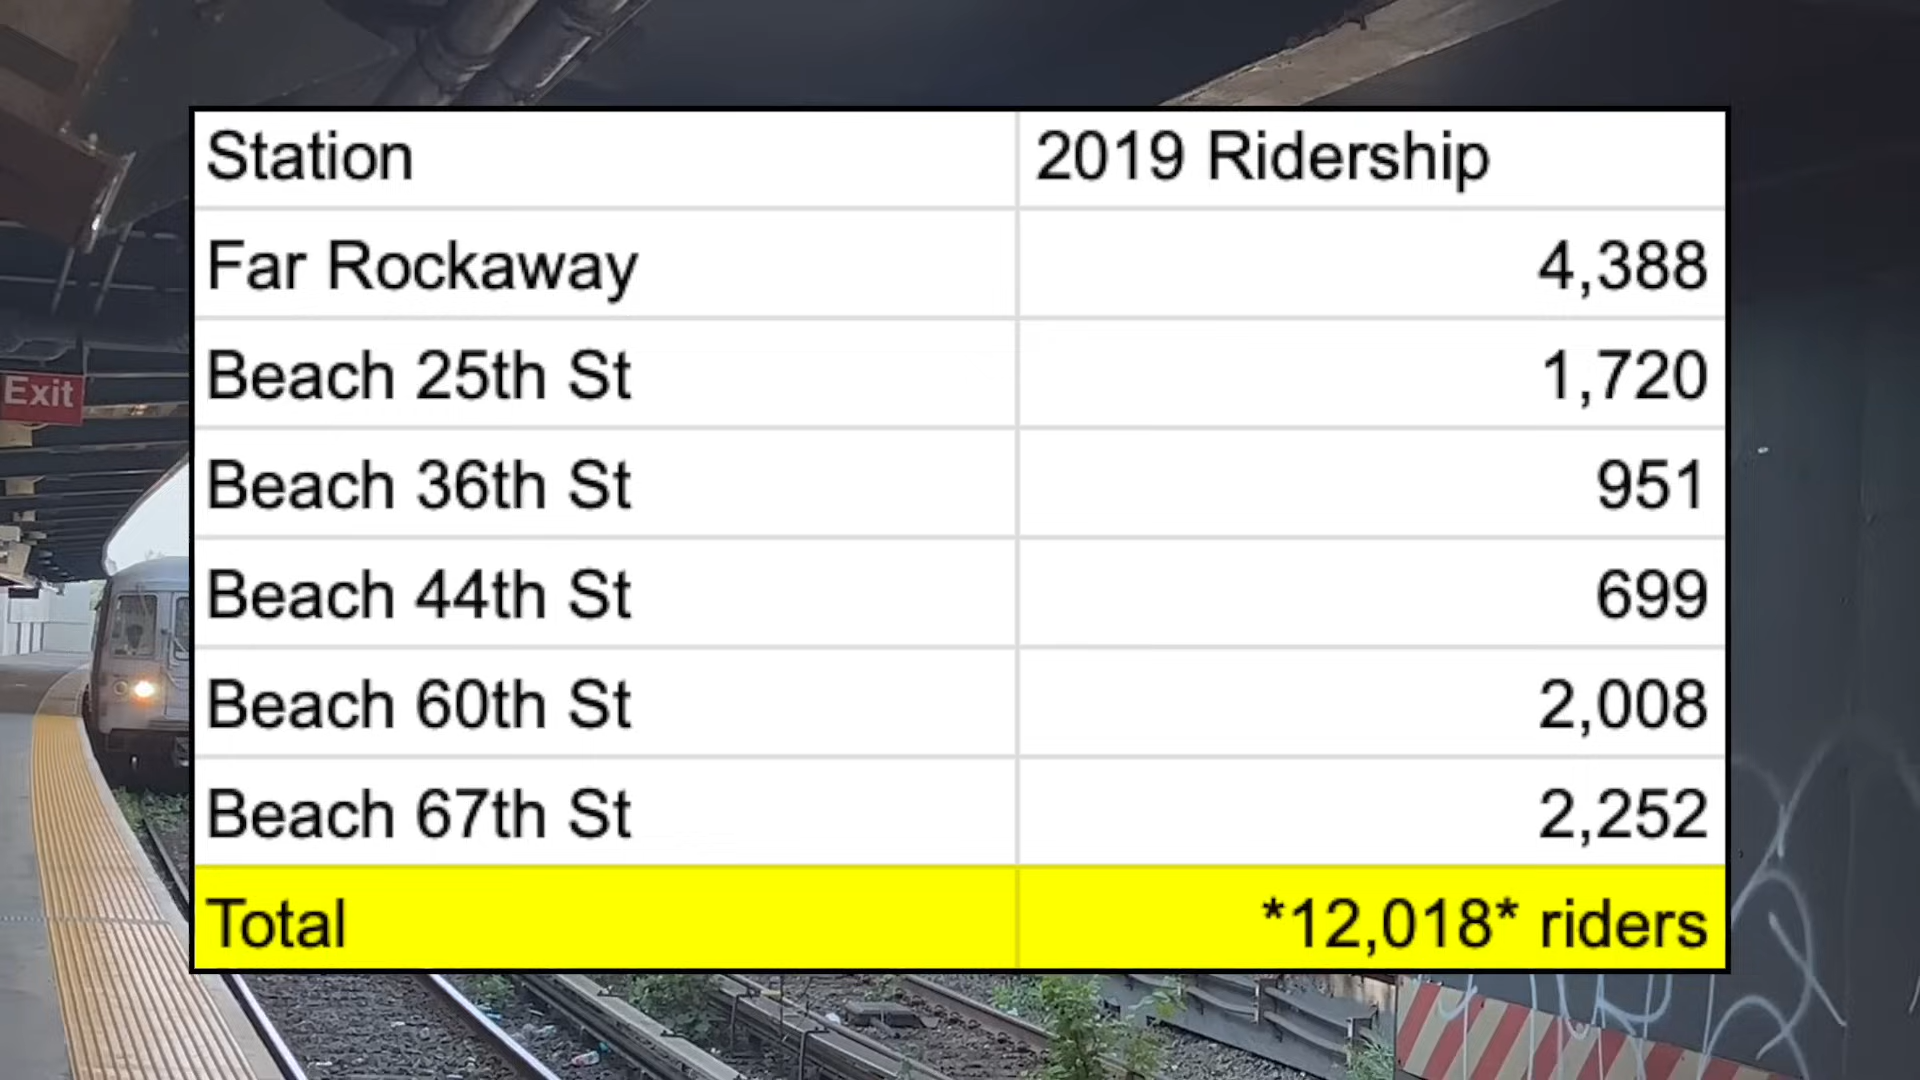 Station 2019 Ridership
Far Rockaway 4,388
Beach 25th St 1,720
Beach 36th St 951
Exit
Beach 44th St 699
Beach 60th St 2,008
Beach 67th St 2,252
Total *12,018* riders